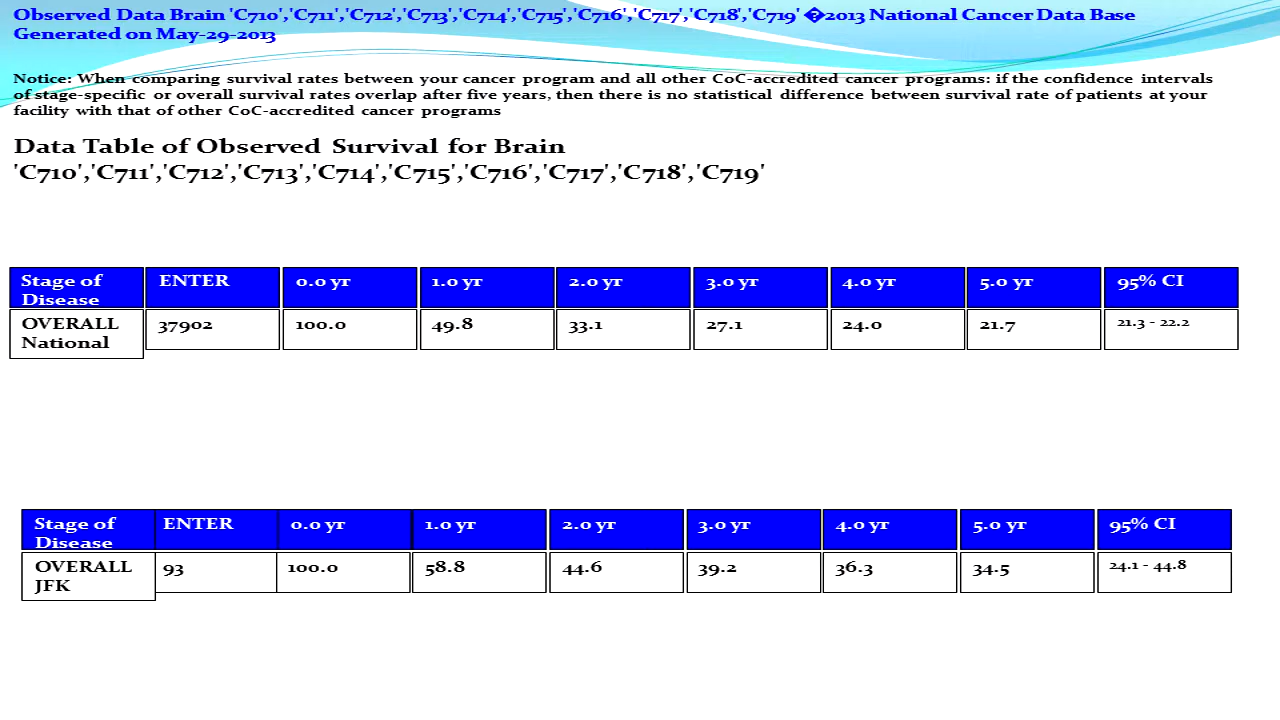 Observed Data Brain 'C710','C711','C712','C713','C714','C715','C716','C717','C718','C719' �2013 National Cancer Data Base
Generated on May-29-2013
Notice: When comparing survival rates between your cancer program and all other CoC-accredited cancer programs: if the confidence intervals
of stage-specific or overall survival rates overlap after five years, then there is no statistical difference between survival rate of patients at your
facility with that of other CoC-accredited cancer programs
Data Table of Observed Survival for Brain
'C710','C711','C712','C713','C714','C715','C716','C717','C718','C719'
Stage of Disease ENTER 0.0 yr 1.0 yr 2.0 yr 3.0 yr 4.0 yr 5.0 yr 95% CI
OVERALL National 37902 100.0 49.8 33.1 27.1 24.0 21.7 21.3 - 22.2
Stage of Disease ENTER 0.0 yr 1.0 yr 2.0 yr 3.0 yr 4.0 yr 5.0 yr 95% CI
OVERALL JFK 93 100.0 58.8 44.6 39.2 36.3 34.5 24.1 - 44.8